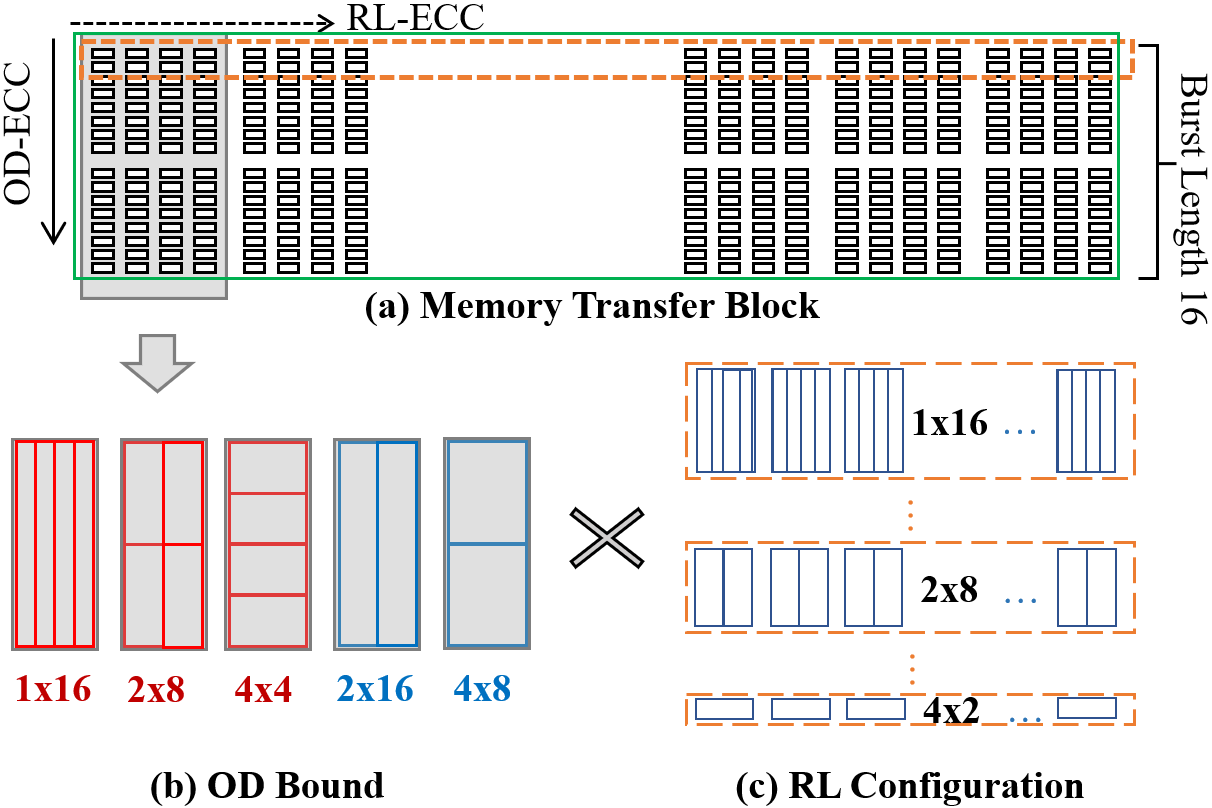 RL-ECC
OD-ECC
Burst Length 16
(a) Memory Transfer Block
1x16 ...
2x8 ...
4x2 ...
1x16 2x8 4x4 2x16 4x8
(b) OD Bound
(c) RL Configuration